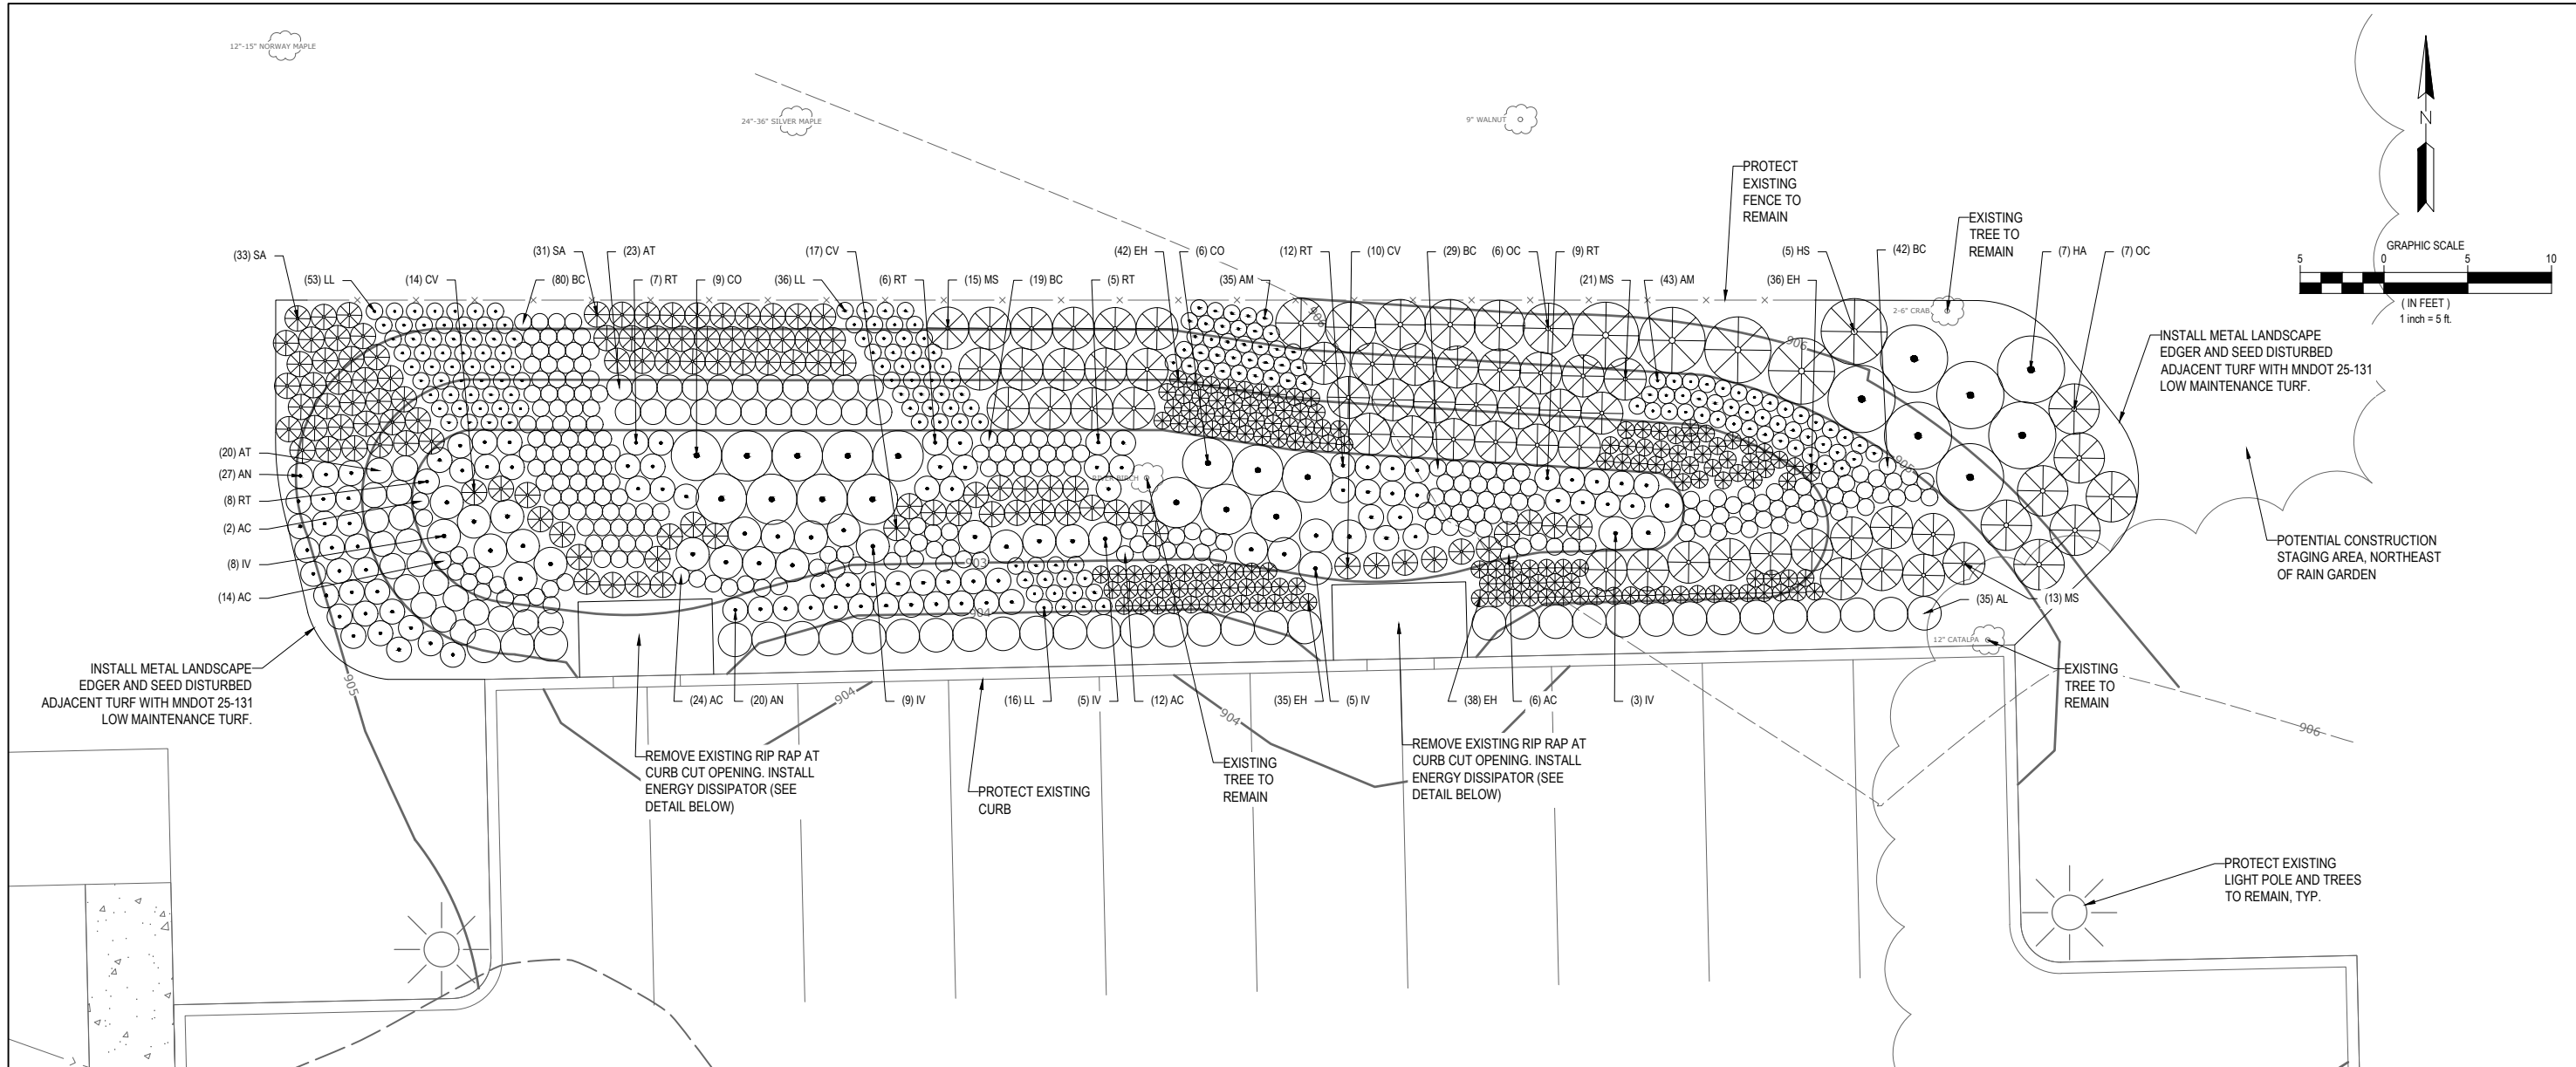 12"-15" NORWAY MAPLE
24"-36" SILVER MAPLE
9" WALNUT
N
PROTECT
EXISTING
FENCE TO
REMAIN
EXISTING
TREE TO
REMAIN
GRAPHIC SCALE
5 0 5 10
( IN FEET )
1 inch = 5 ft.
(33) SA
(31) SA
(23) AT
(17) CV
(42) EH
(6) CO
(12) RT
(10) CV
(29) BC
(6) OC
(9) RT
(5) HS
(42) BC
(7) HA
(7) OC
(53) LL
(14) CV
(80) BC
(7) RT
(9) CO
(36) LL
(6) RT
(15) MS
(19) BC
(5) RT
(35) AM
(21) MS
(43) AM
(36) EH
2-6" CRAB
906
906
INSTALL METAL LANDSCAPE
EDGER AND SEED DISTURBED
ADJACENT TURF WITH MNDOT 25-131
LOW MAINTENANCE TURF.
(20) AT
(27) AN
(8) RT
(2) AC
(8) IV
(14) AC
RIVER BIRCH
905
903
904
POTENTIAL CONSTRUCTION
STAGING AREA, NORTHEAST
OF RAIN GARDEN
(35) AL
(13) MS
12" CATALPA
INSTALL METAL LANDSCAPE
EDGER AND SEED DISTURBED
ADJACENT TURF WITH MNDOT 25-131
LOW MAINTENANCE TURF.
905
(24) AC
(20) AN
904
(9) IV
(16) LL
(5) IV
(12) AC
904
(35) EH
(5) IV
(38) EH
(6) AC
(3) IV
EXISTING
TREE TO
REMAIN
906
REMOVE EXISTING RIP RAP AT
CURB CUT OPENING. INSTALL
ENERGY DISSIPATOR (SEE
DETAIL BELOW)
PROTECT EXISTING
CURB
EXISTING
TREE TO
REMAIN
REMOVE EXISTING RIP RAP AT
CURB CUT OPENING. INSTALL
ENERGY DISSIPATOR (SEE
DETAIL BELOW)
PROTECT EXISTING
LIGHT POLE AND TREES
TO REMAIN, TYP.